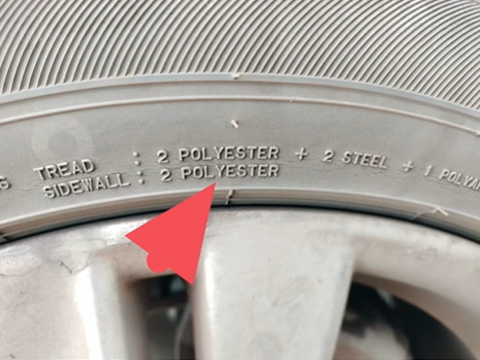 TREAD : 2 POLYESTER + 2 STEEL + 1
SIDEWALL : 2 POLYESTER